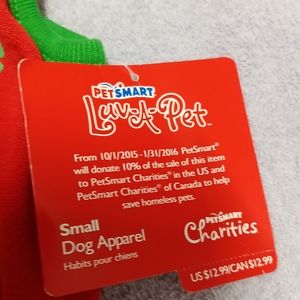 PETSMART
Luv-A-Pet™
From 10/1/2015 - 1/31/2016 PetSmart®
will donate 10% of the sale of this item
to PetSmart Charities® in the US and
PetSmart Charities® of Canada to help
save homeless pets.
Small
Dog Apparel
Habits pour chiens
PETSMART
Charities®
US $12.99/CAN $12.99